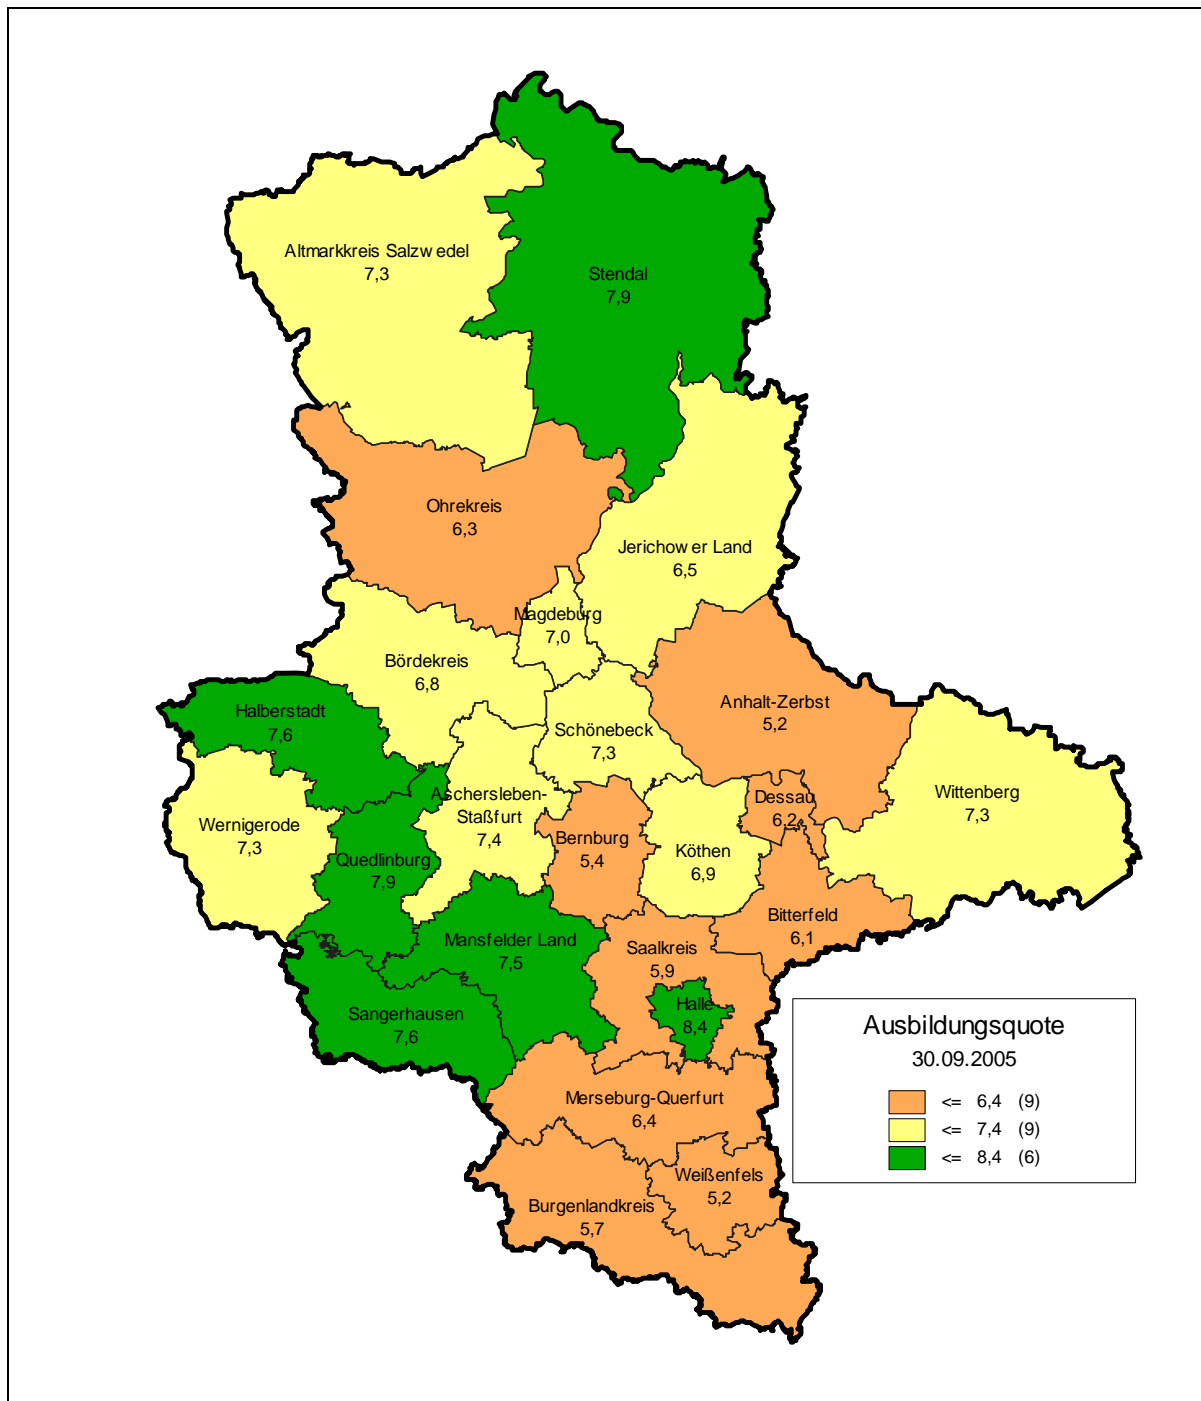 Altmarkkreis Salzwedel
7,3
Stendal
7,9
Ohrekreis
6,3
Jerichower Land
6,5
Magdeburg
7,0
Bördekreis
6,8
Halberstadt
7,6
Anhalt-Zerbst
5,2
Schönebeck
7,3
Aschersleben-
Staßfurt
7,4
Dessau
6,2
Wittenberg
7,3
Wernigerode
7,3
Bernburg
5,4
Köthen
6,9
Quedlinburg
7,9
Bitterfeld
6,1
Mansfelder Land
7,5
Saalkreis
5,9
Halle
8,4
Sangerhausen
7,6
Merseburg-Querfurt
6,4
Weißenfels
5,2
Burgenlandkreis
5,7
Ausbildungsquote
30.09.2005
<= 6,4 (9)
<= 7,4 (9)
<= 8,4 (6)